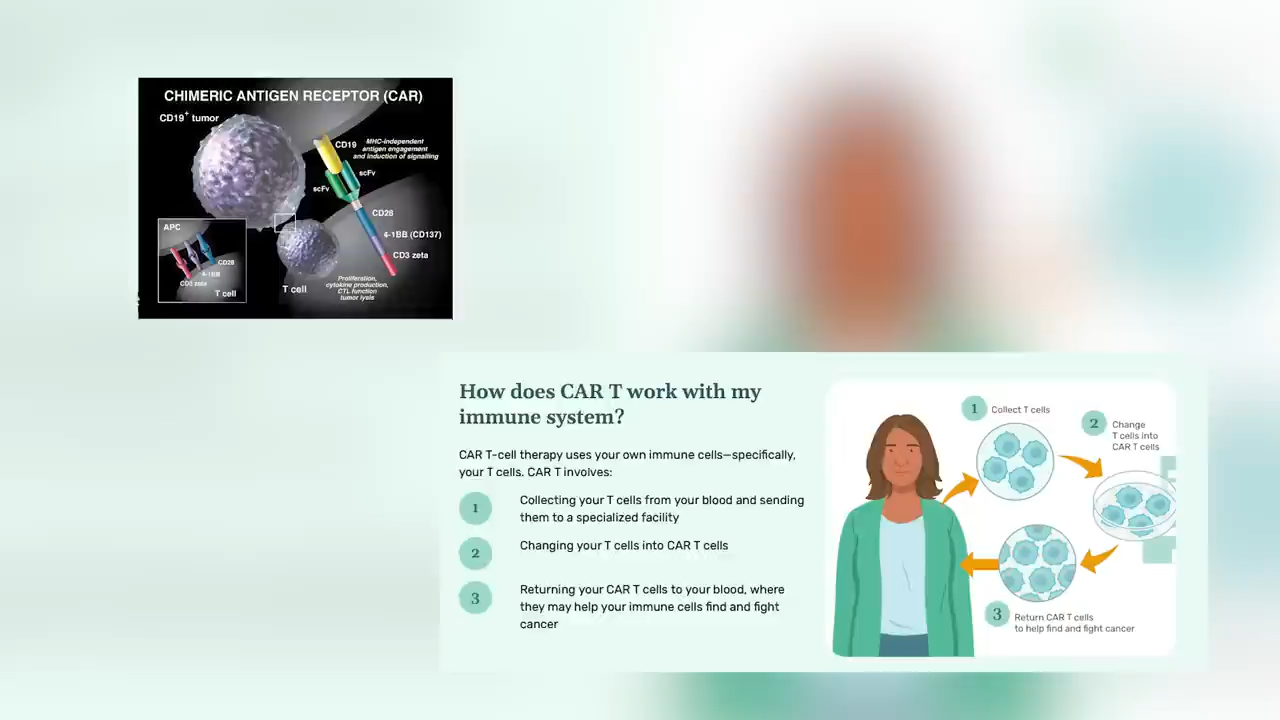 CHIMERIC ANTIGEN RECEPTOR (CAR)
CD19+ tumor
CD19
MHC-independent
antigen engagement
and induction of signalling
scFv
scFv
CD28
4-1BB (CD137)
CD3 zeta
APC
CD28
4-1BB
CD3 zeta
T cell
T cell
Proliferation,
cytokine production,
CTL function
tumor lysis
How does CAR T work with my
immune system?
CAR T-cell therapy uses your own immune cells—specifically,
your T cells. CAR T involves:
1
Collecting your T cells from your blood and sending
them to a specialized facility
2
Changing your T cells into CAR T cells
3
Returning your CAR T cells to your blood, where
they may help your immune cells find and fight
cancer
1 Collect T cells
2 Change
T cells into
CAR T cells
3 Return CAR T cells
to help find and fight cancer